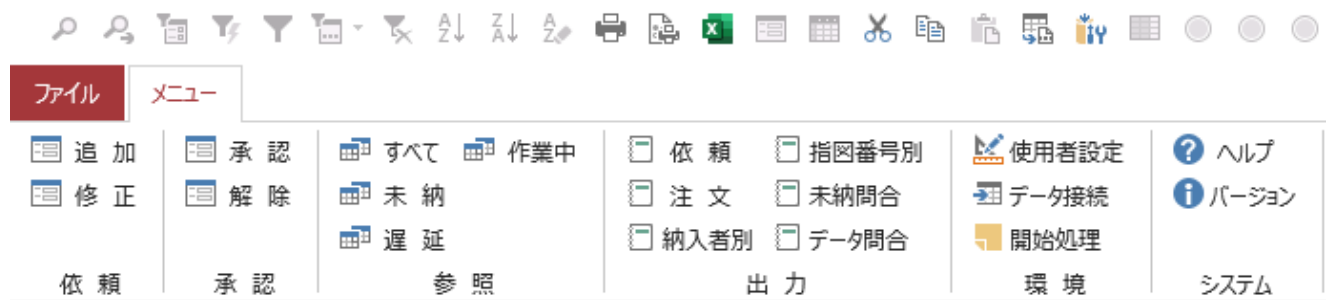 ファイル メニュー
追 加 承 認 すべて 作業中 依 頼 指図番号別 使用者設定 ヘルプ
修 正 解 除 未 納 注 文 未納問合 データ接続 バージョン
遅 延 納入者別 データ問合 開始処理
依 頼 承 認 参 照 出 力 環 境 システム